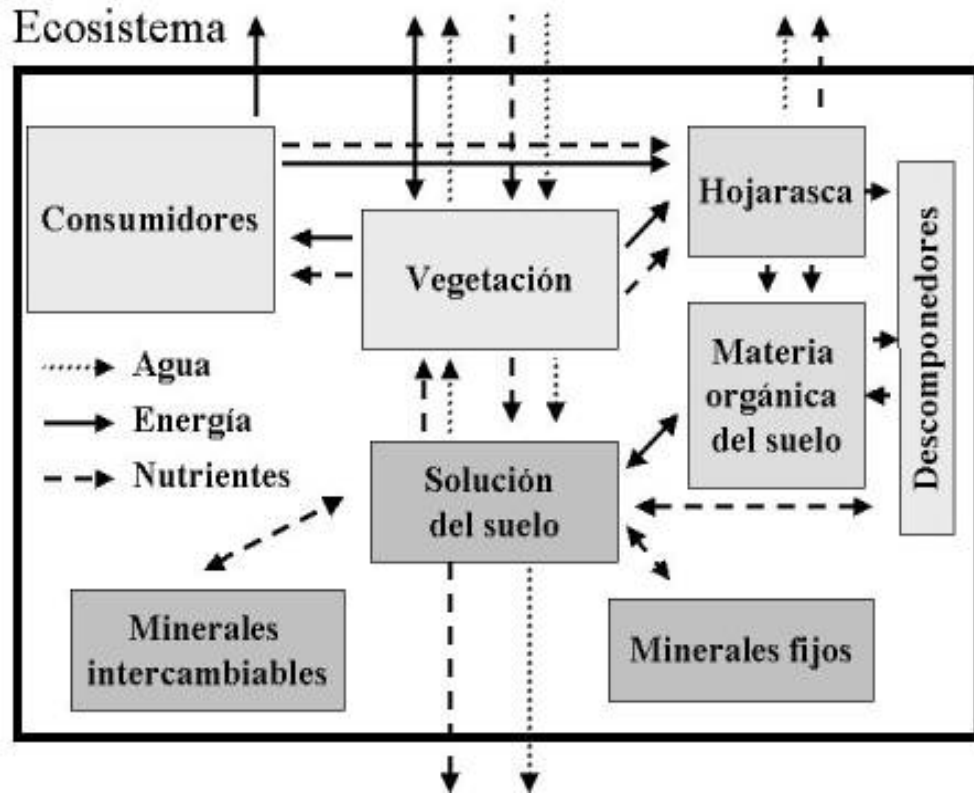 Ecosistema
Consumidores
Hojarasca
Vegetación
Descomponedores
Materia
orgánica
del suelo
Agua
Energía
Nutrientes
Solución
del suelo
Minerales
intercambiables
Minerales fijos